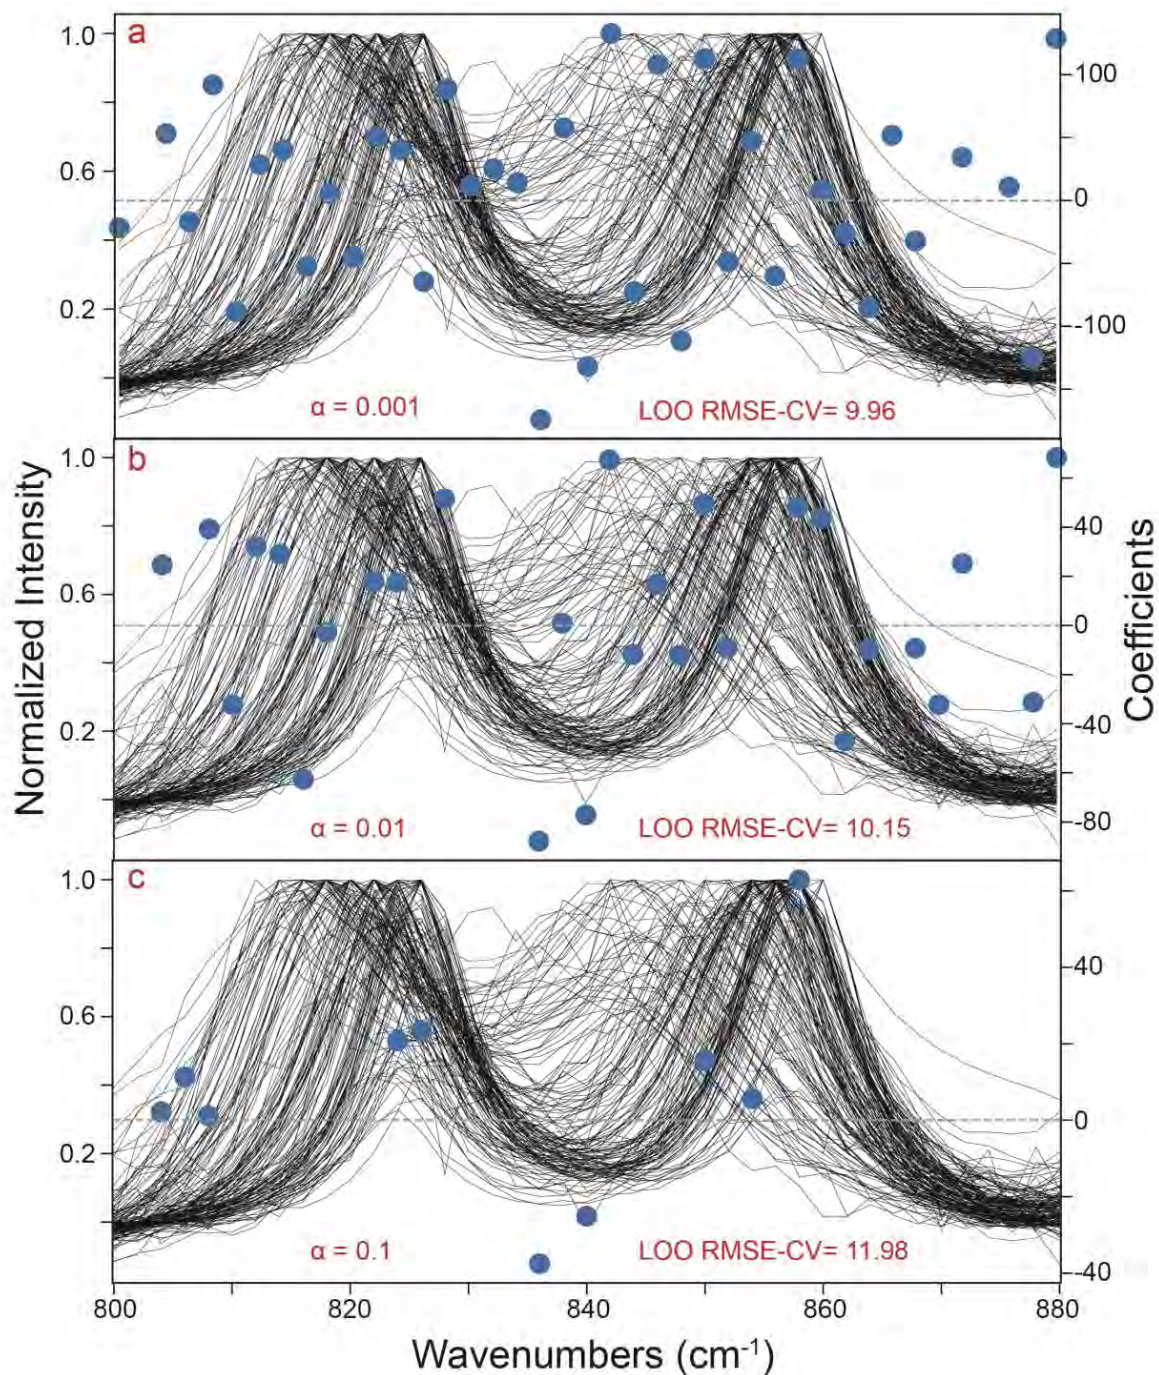 a
1.0
0.6
0.2
100
0
-100
α = 0.001
LOO RMSE-CV= 9.96
b
1.0
0.6
0.2
40
0
-40
-80
α = 0.01
LOO RMSE-CV= 10.15
c
1.0
0.6
0.2
40
0
-40
α = 0.1
LOO RMSE-CV= 11.98
Normalized Intensity
Coefficients
800 820 840 860 880
Wavenumbers (cm⁻¹)